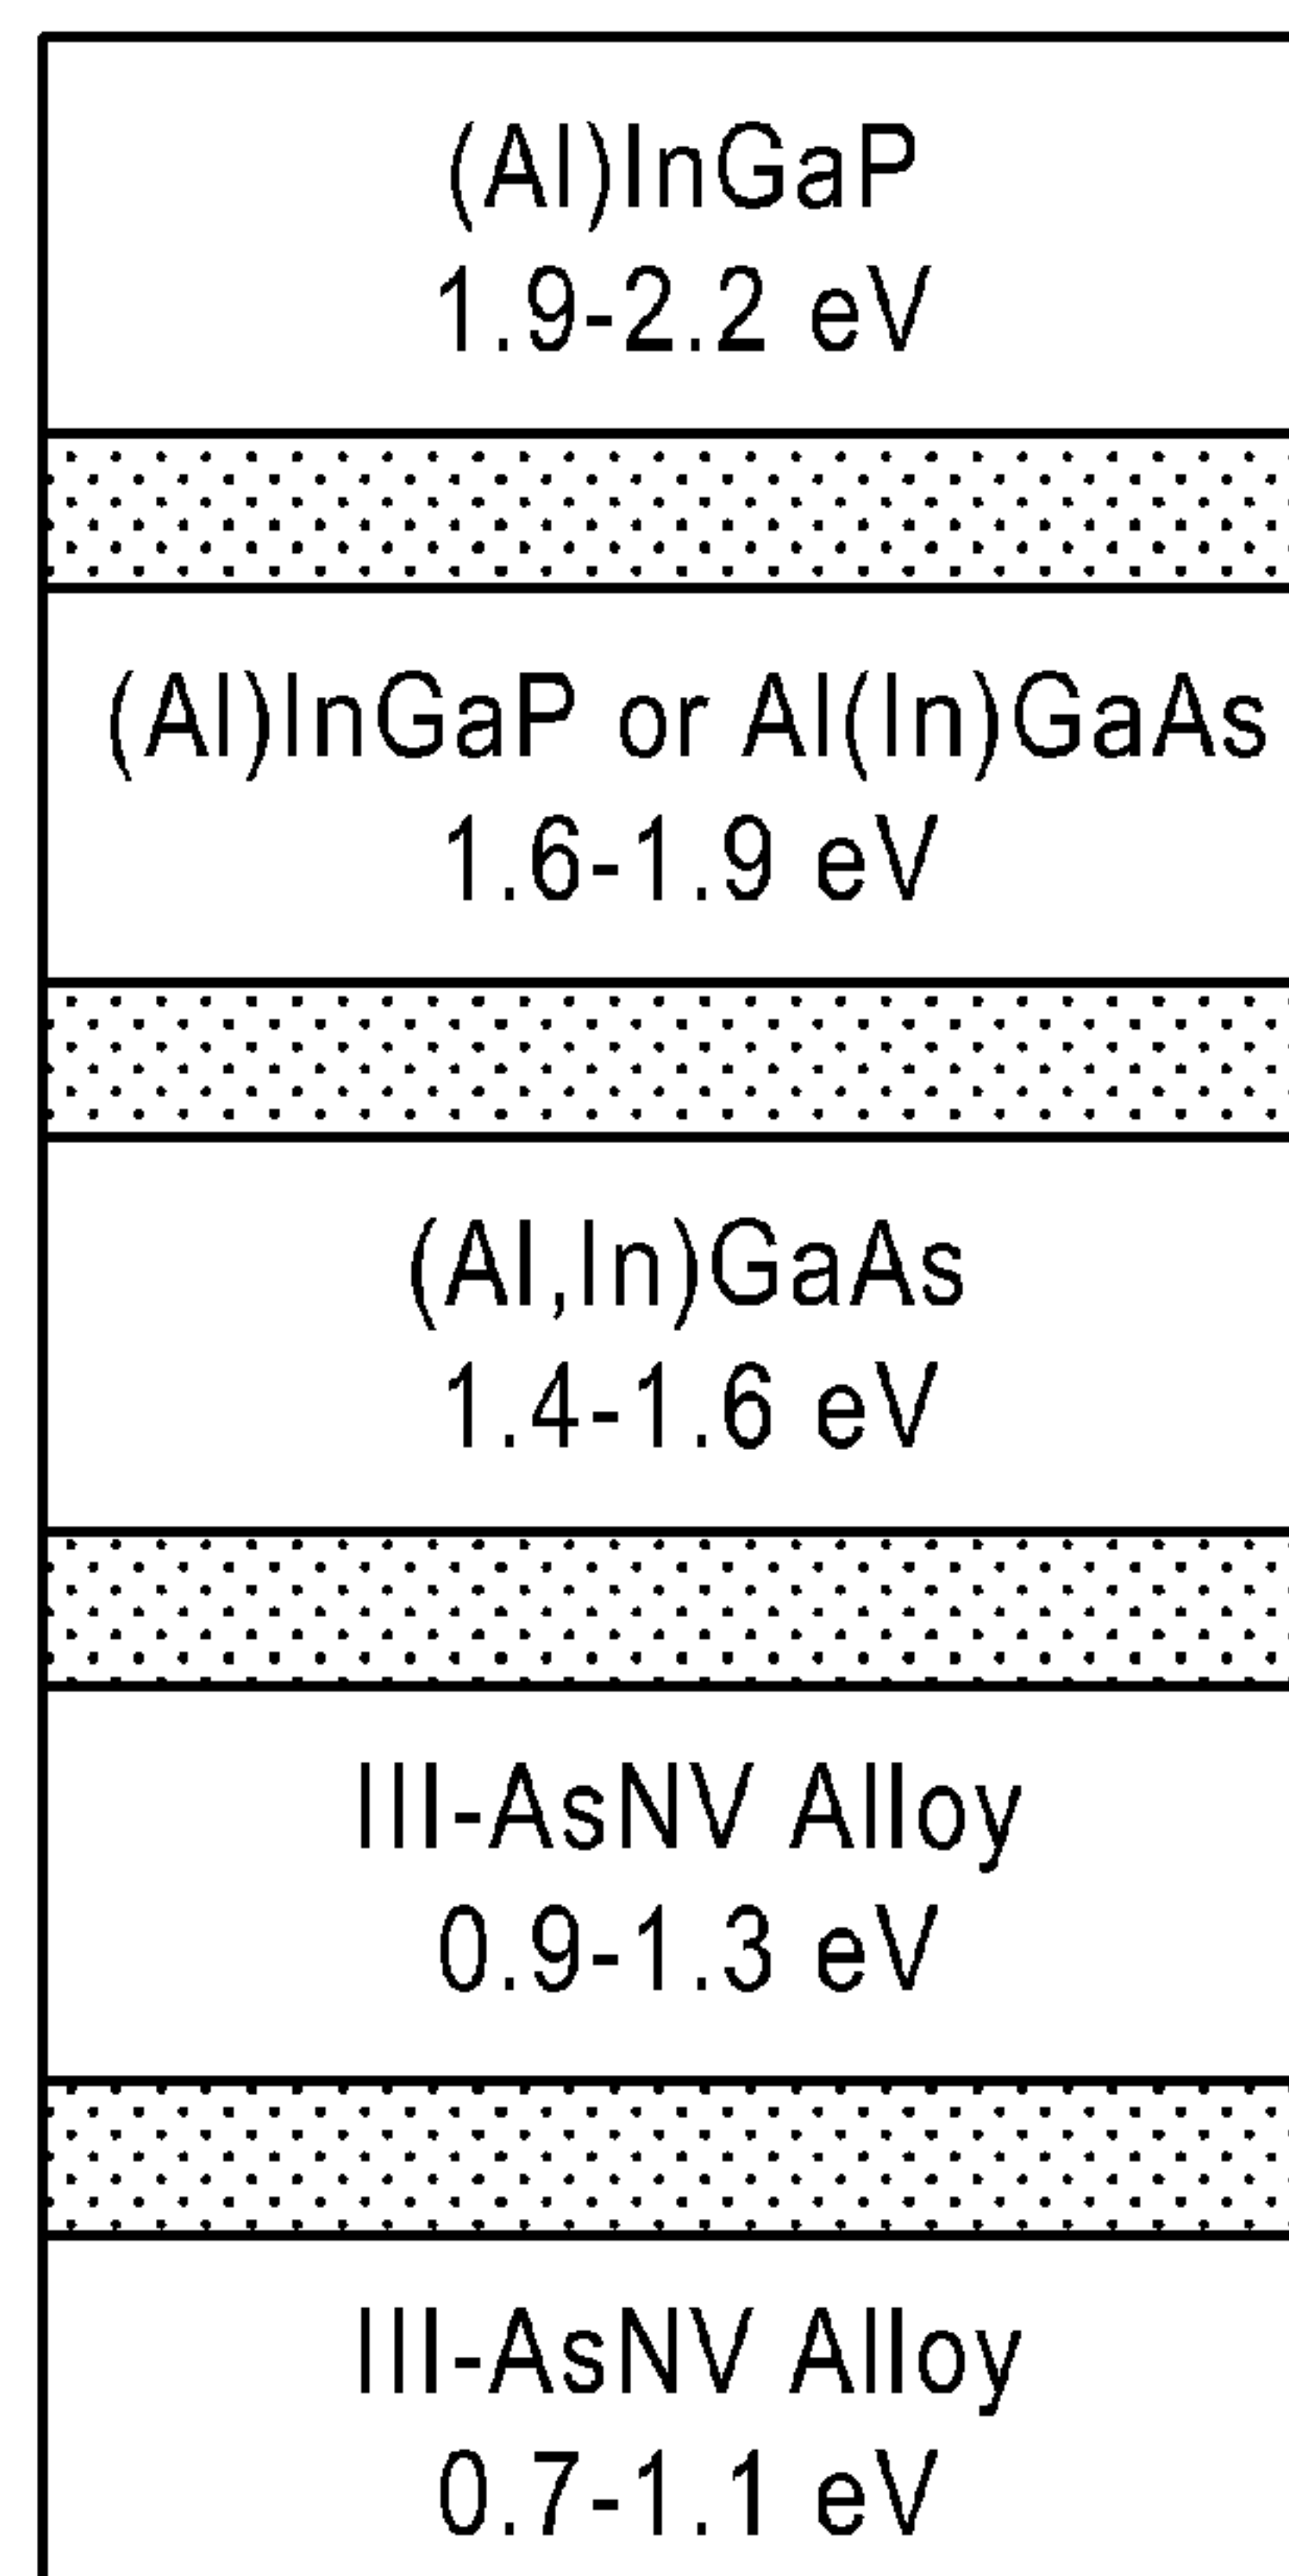 (Al)InGaP
1.9-2.2 eV
(Al)InGaP or Al(In)GaAs
1.6-1.9 eV
(Al,In)GaAs
1.4-1.6 eV
III-AsNV Alloy
0.9-1.3 eV
III-AsNV Alloy
0.7-1.1 eV